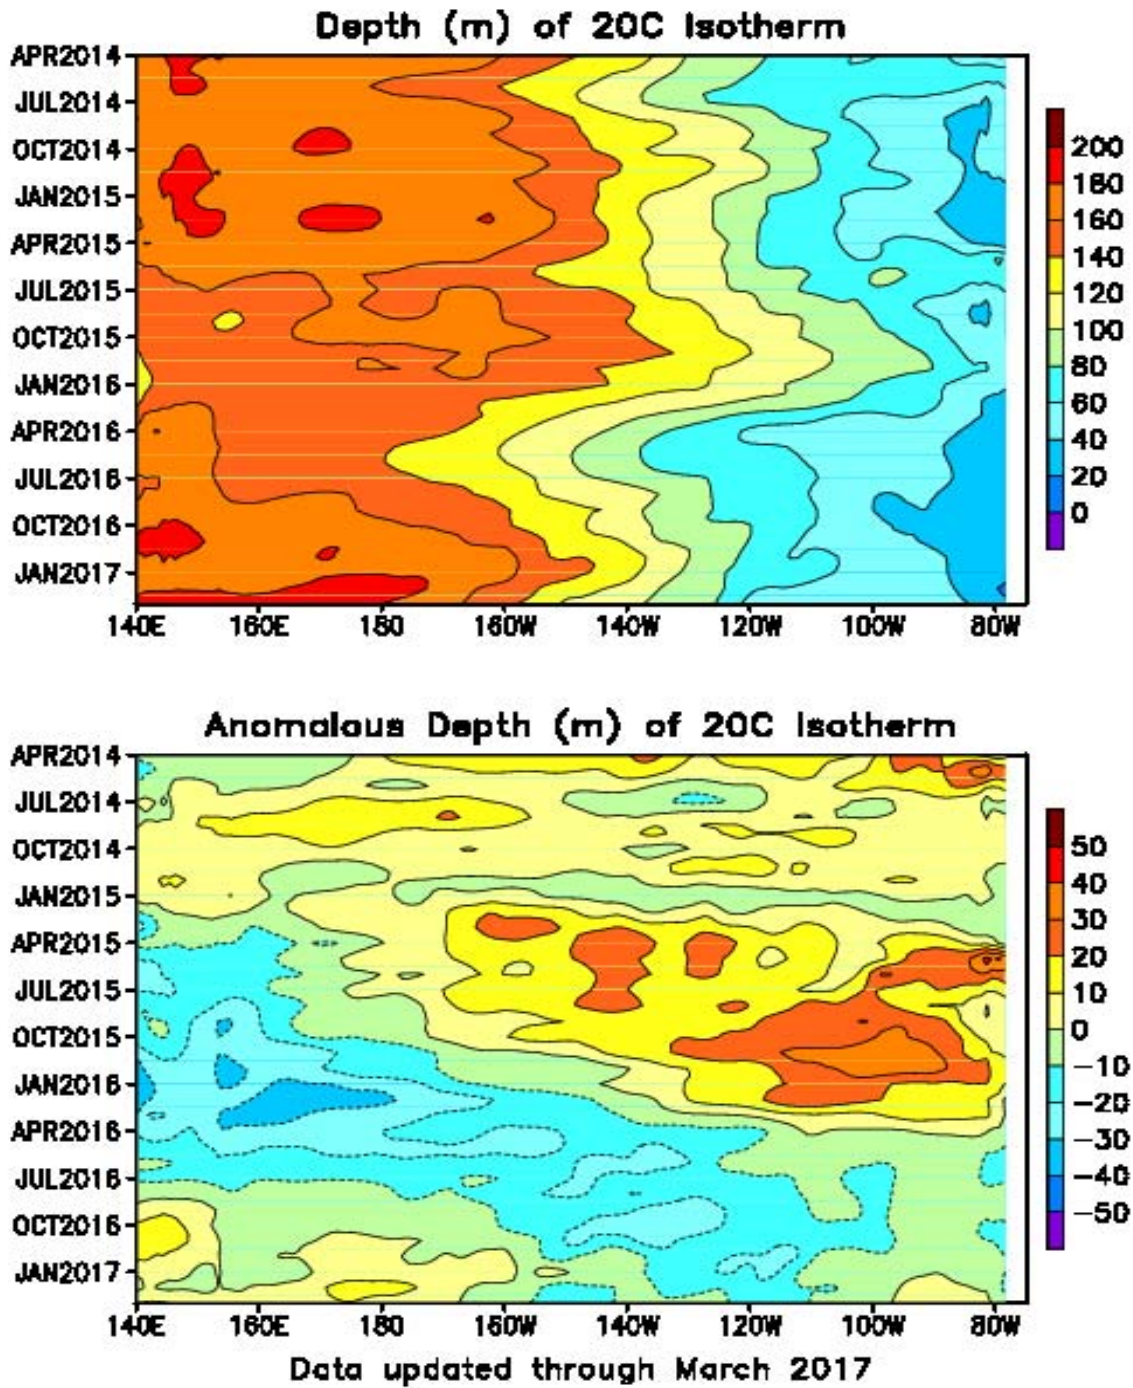 Depth (m) of 20C Isotherm
APR2014
JUL2014
OCT2014
JAN2015
APR2015
JUL2015
OCT2015
JAN2016
APR2016
JUL2016
OCT2016
JAN2017
140E 160E 180 160W 140W 120W 100W 80W
200
180
160
140
120
100
80
60
40
20
0
Anomalous Depth (m) of 20C Isotherm
APR2014
JUL2014
OCT2014
JAN2015
APR2015
JUL2015
OCT2015
JAN2016
APR2016
JUL2016
OCT2016
JAN2017
140E 160E 180 160W 140W 120W 100W 80W
50
40
30
20
10
0
-10
-20
-30
-40
-50
Data updated through March 2017